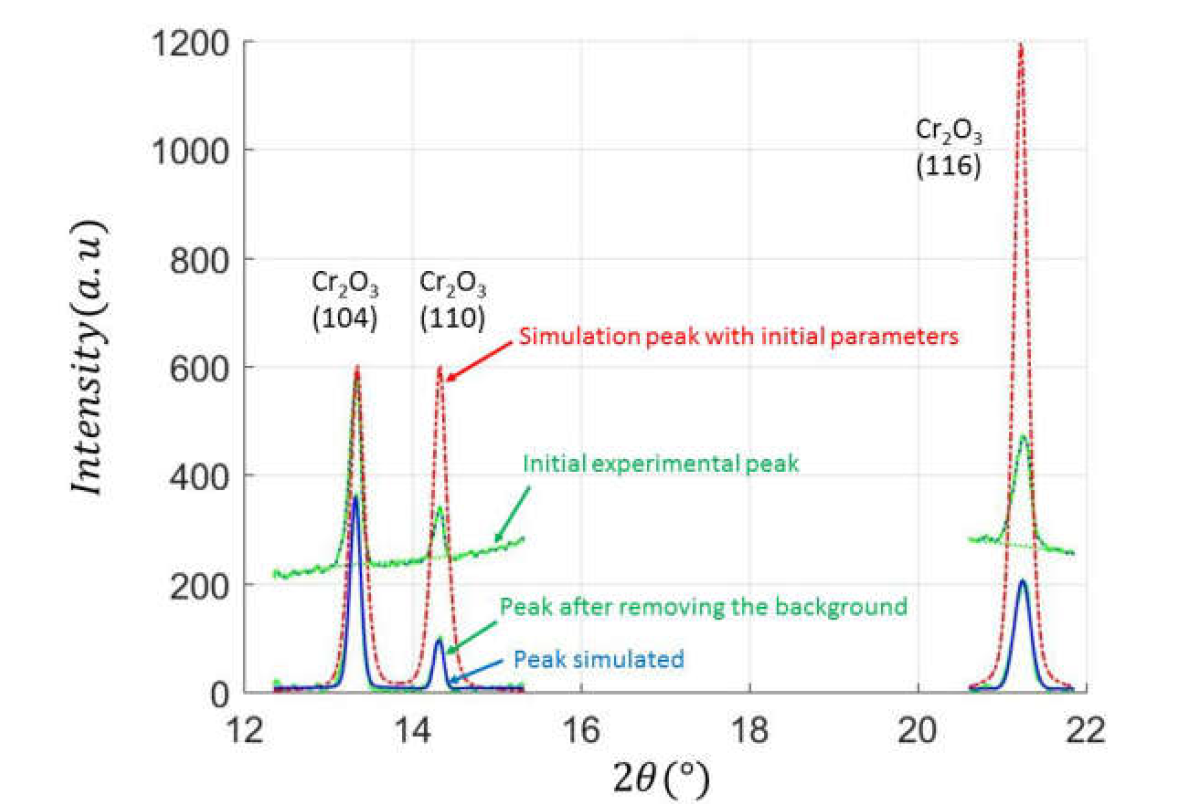 1200
1000
800
600
400
200
0
Intensity(a.u)
Cr₂O₃
(104)
Cr₂O₃
(110)
Cr₂O₃
(116)
Simulation peak with initial parameters
Initial experimental peak
Peak after removing the background
Peak simulated
12 14 16 18 20 22
2θ(°)